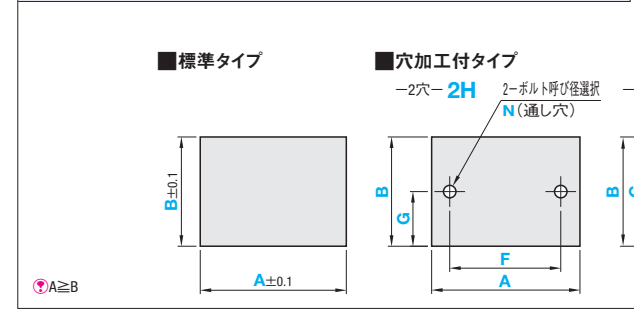 ■標準タイプ
■穴加工付タイプ
−2穴− 2H
2−ボルト呼び径選択
N(通し穴)
B±0.1
A±0.1
B
G
F
A
B
A≧B